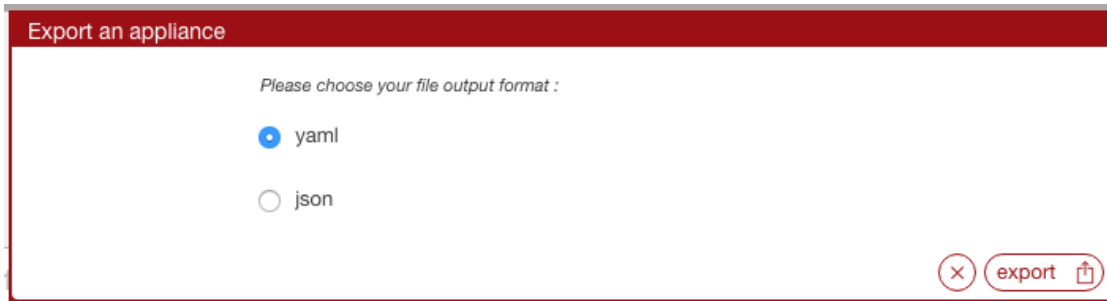 Export an appliance
Please choose your file output format :
yaml
json
export